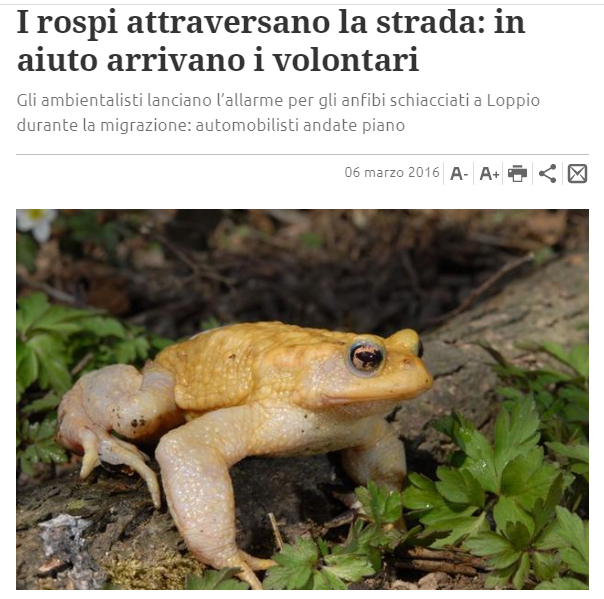 I rospi attraversano la strada: in
aiuto arrivano i volontari
Gli ambientalisti lanciano l'allarme per gli anfibi schiacciati a Loppio
durante la migrazione: automobilisti andate piano
06 marzo 2016 A- A+